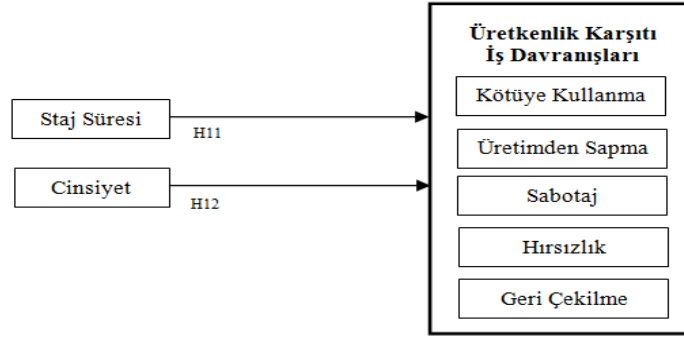 Üretkenlik Karşıtı
İş Davranışları
Kötüye Kullanma
Staj Süresi
H11
Üretimden Sapma
Cinsiyet
H12
Sabotaj
Hırsızlık
Geri Çekilme